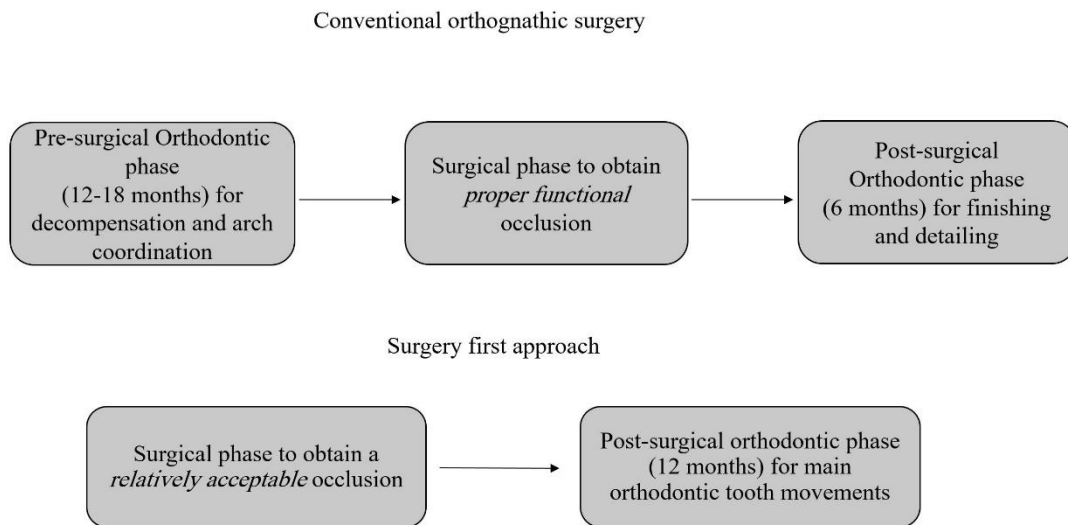 Conventional orthognathic surgery
Pre-surgical Orthodontic
phase
(12-18 months) for
decompensation and arch
coordination
Surgical phase to obtain
proper functional
occlusion
Post-surgical
Orthodontic phase
(6 months) for finishing
and detailing
Surgery first approach
Surgical phase to obtain a
relatively acceptable occlusion
Post-surgical orthodontic phase
(12 months) for main
orthodontic tooth movements